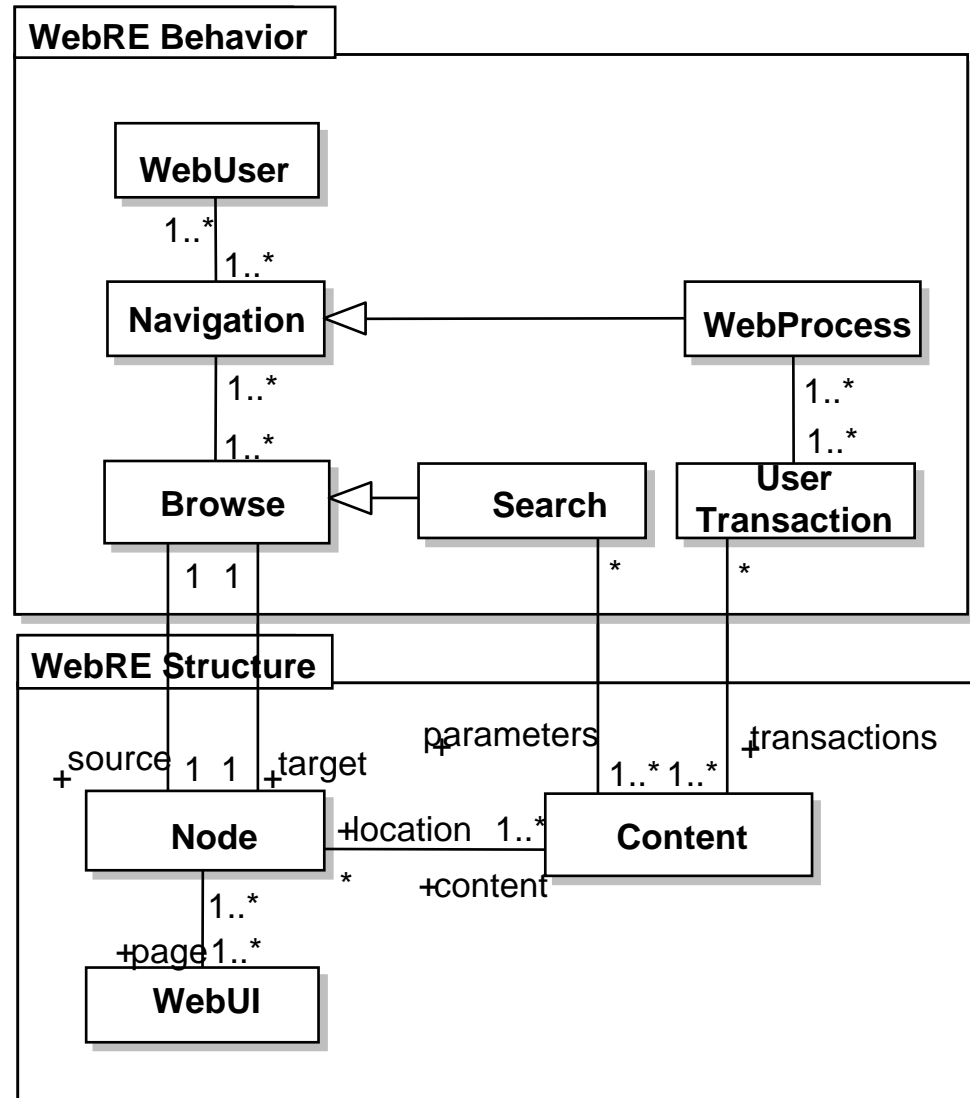 WebRE Behavior
WebUser
1..*
1..*
Navigation
WebProcess
1..*
1..*
1..*
1..*
Browse
Search
User
Transaction
1 1
*
*
WebRE Structure
+source 1 1 +target
+parameters
+transactions
1..* 1..*
Node
+location 1..*
Content
*
+content
1..*
+page 1..*
WebUI